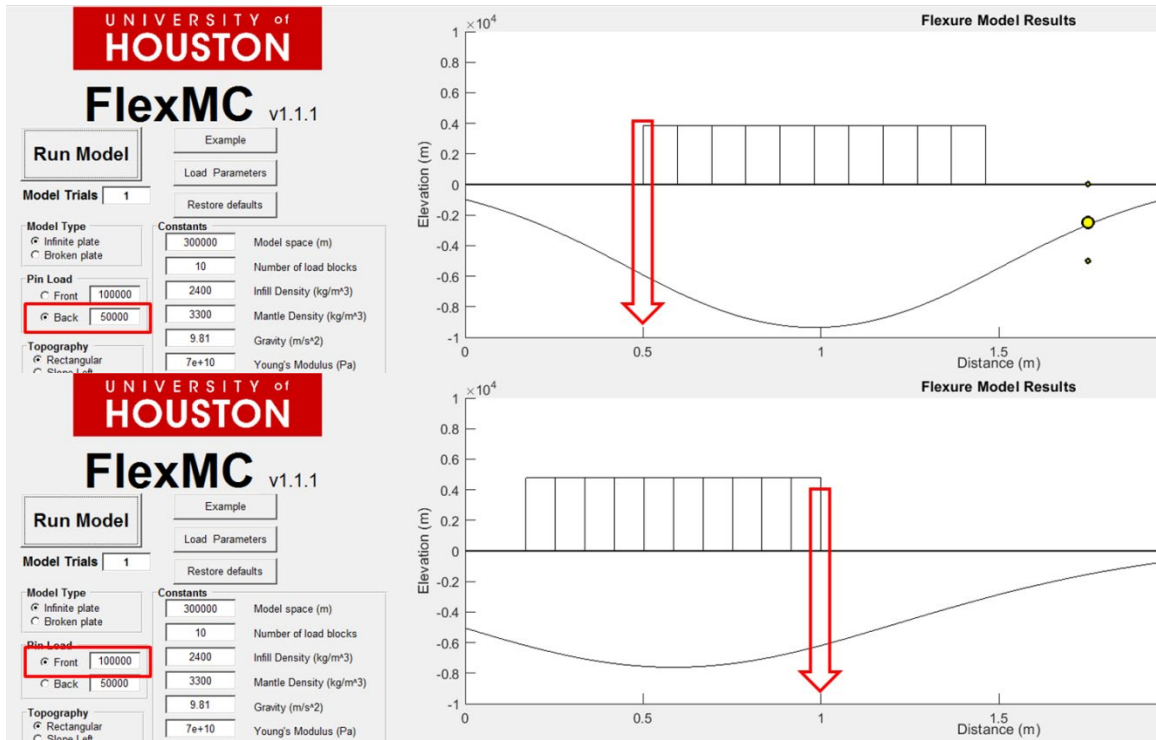 UNIVERSITY of
HOUSTON
FlexMC v1.1.1
Run Model
Example
Load Parameters
Restore defaults
Model Trials 1
Model Type
Infinite plate
Broken plate
Pin Load
Front 100000
Back 50000
Topography
Rectangular
Slope Left
Constants
300000 Model space (m)
10 Number of load blocks
2400 Infill Density (kg/m^3)
3300 Mantle Density (kg/m^3)
9.81 Gravity (m/s^2)
7e+10 Young's Modulus (Pa)
Flexure Model Results
×10⁴
1
0.8
0.6
0.4
0.2
0
-0.2
-0.4
-0.6
-0.8
-1
Elevation (m)
0 0.5 1 1.5
Distance (m)
UNIVERSITY of
HOUSTON
FlexMC v1.1.1
Run Model
Example
Load Parameters
Restore defaults
Model Trials 1
Model Type
Infinite plate
Broken plate
Pin Load
Front 100000
Back 50000
Topography
Rectangular
Slope Left
Constants
300000 Model space (m)
10 Number of load blocks
2400 Infill Density (kg/m^3)
3300 Mantle Density (kg/m^3)
9.81 Gravity (m/s^2)
7e+10 Young's Modulus (Pa)
Flexure Model Results
×10⁴
1
0.8
0.6
0.4
0.2
0
-0.2
-0.4
-0.6
-0.8
-1
Elevation (m)
0 0.5 1 1.5
Distance (m)